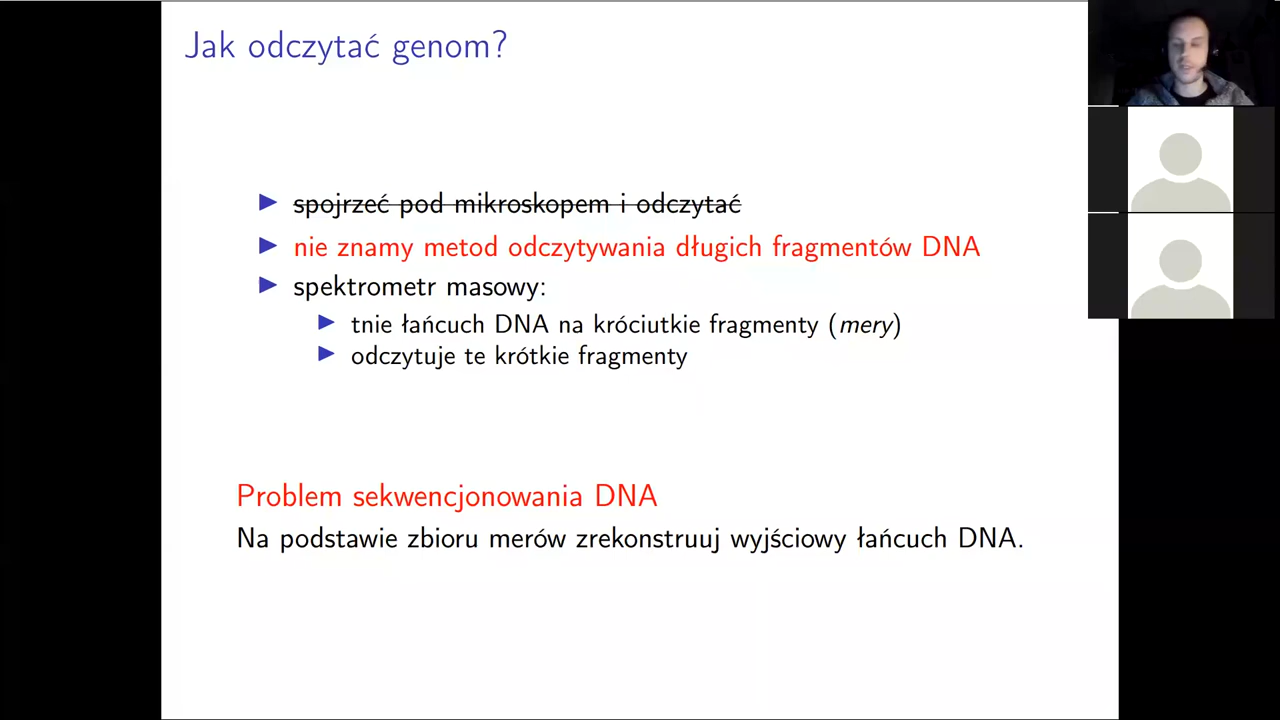 Jak odczytać genom?
spojrzeć pod mikroskopem i odczytać
nie znamy metod odczytywania długich fragmentów DNA
spektrometr masowy:
tnie łańcuch DNA na króciutkie fragmenty (mery)
odczytuje te krótkie fragmenty
Problem sekwencjonowania DNA
Na podstawie zbioru merów zrekonstruuj wyjściowy łańcuch DNA.